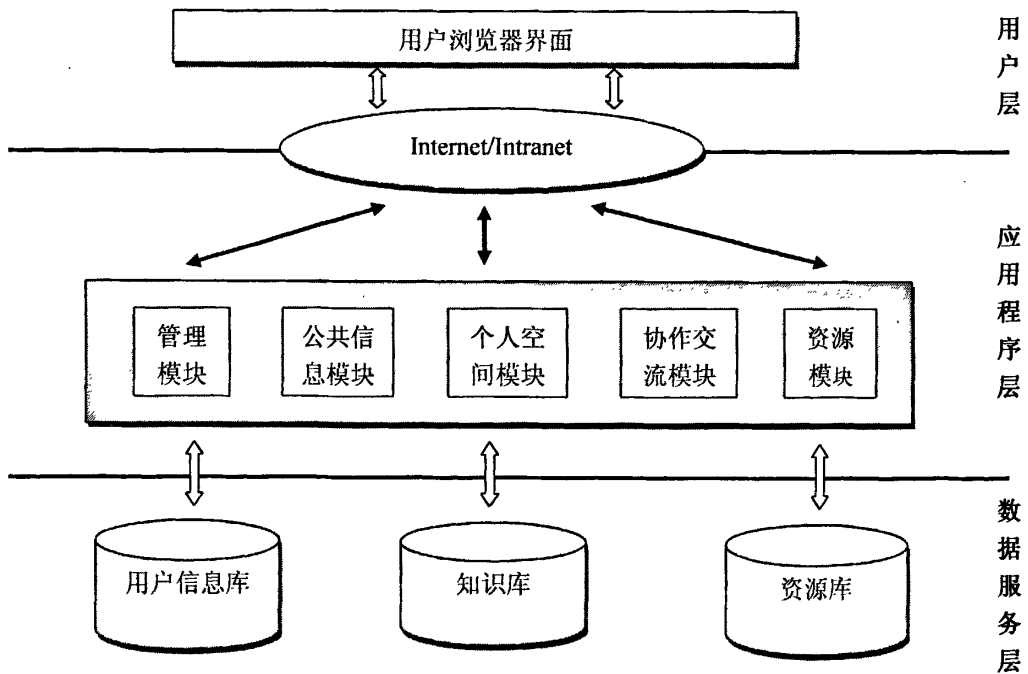 用户浏览器界面
用户层
Internet/Intranet
应用程序层
管理
模块
公共信
息模块
个人空
间模块
协作交
流模块
资源
模块
数据服务层
用户信息库
知识库
资源库